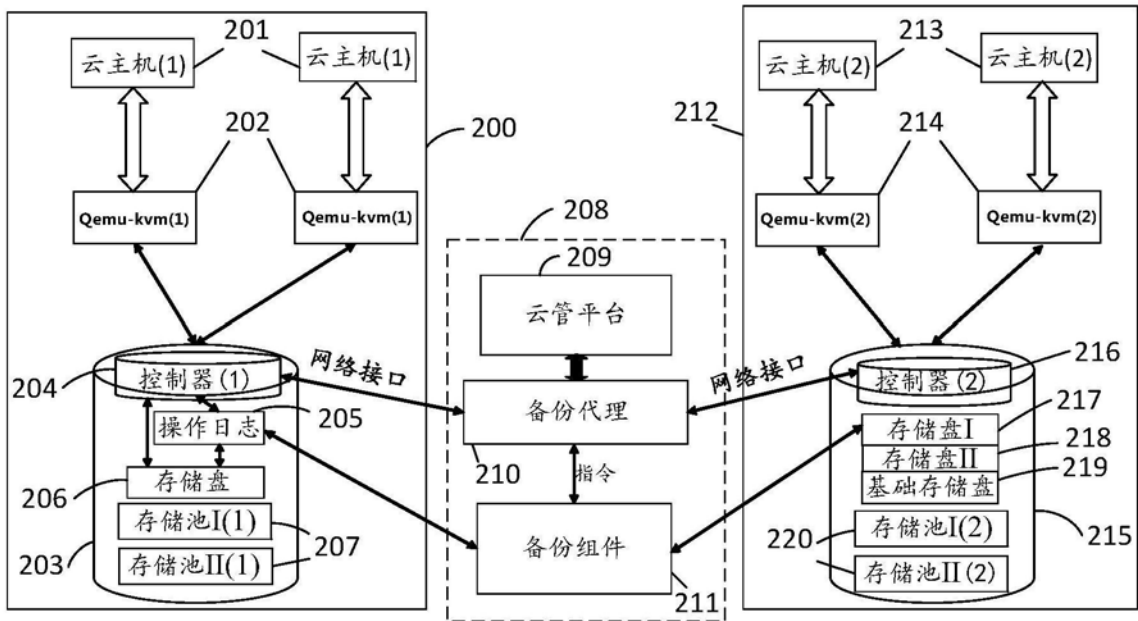 云主机(1)
201
云主机(1)
202
200
Qemu-kvm(1)
Qemu-kvm(1)
204
控制器(1)
205
操作日志
206
存储盘
存储池I(1)
207
203
存储池II(1)
网络接口
208
209
云管平台
备份代理
210
指令
备份组件
211
网络接口
云主机(2)
213
云主机(2)
212
214
Qemu-kvm(2)
Qemu-kvm(2)
控制器(2)
216
217
存储盘I
218
存储盘II
219
基础存储盘
220
存储池I(2)
215
存储池II(2)